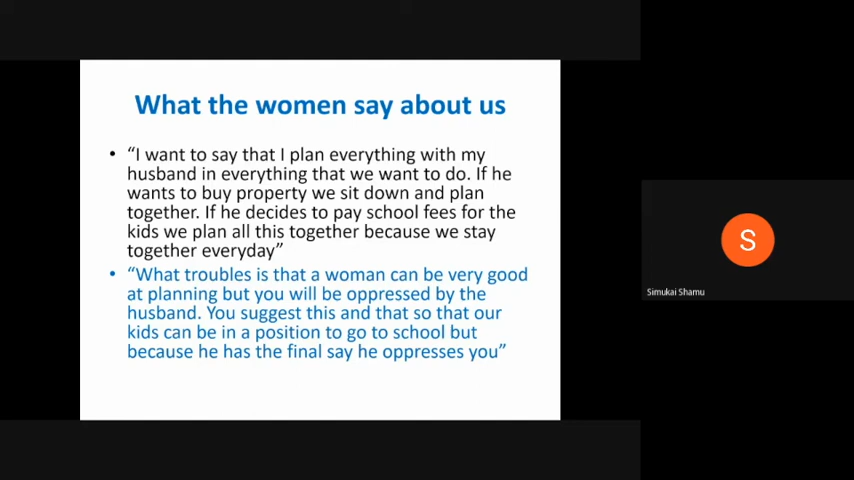 What the women say about us
• “I want to say that I plan everything with my
husband in everything that we want to do. If he
wants to buy property we sit down and plan
together. If he decides to pay school fees for the
kids we plan all this together because we stay
together everyday”
• “What troubles is that a woman can be very good
at planning but you will be oppressed by the
husband. You suggest this and that so that our
kids can be in a position to go to school but
because he has the final say he oppresses you”
S
Simukai Shamu